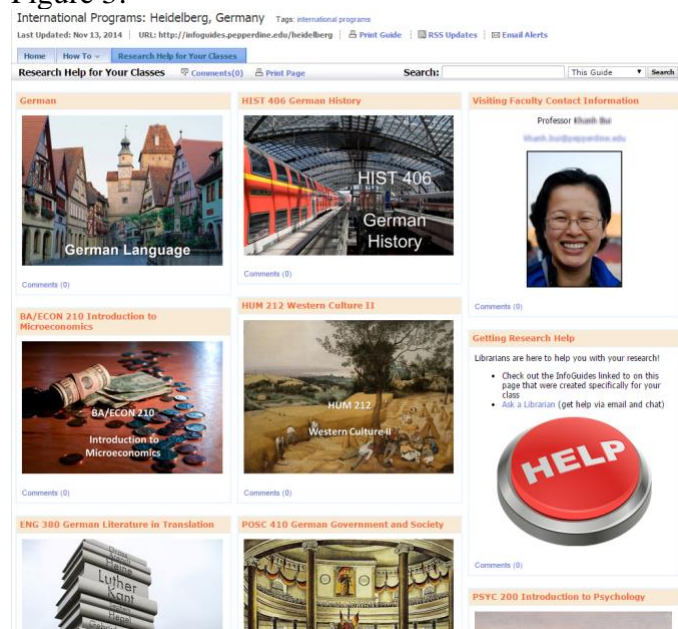 Figure 3:
International Programs: Heidelberg, Germany Tags: international programs
Last Updated: Nov 13, 2014 URL: http://infoguides.pepperdine.edu/heidelberg Print Guide RSS Updates Email Alerts
Home How To Research Help for Your Classes
Research Help for Your Classes Comments(0) Print Page Search: This Guide Search
German
German Language
Comments (0)
BA/ECON 210 Introduction to
Microeconomics
BA/ECON 210
Introduction to
Microeconomics
Comments (0)
ENG 380 German Literature in Translation
Heine
Luther
Kant
Hegel
HIST 406 German History
HIST 406
German
History
Comments (0)
HUM 212 Western Culture II
HUM 212
Western Culture II
Comments (0)
POSC 410 German Government and Society
Visiting Faculty Contact Information
Professor
Comments (0)
Getting Research Help
Librarians are here to help you with your research!
• Check out the InfoGuides linked to on this
page that were created specifically for your
class
• Ask a Librarian (get help via email and chat)
HELP
Comments (0)
PSYC 200 Introduction to Psychology